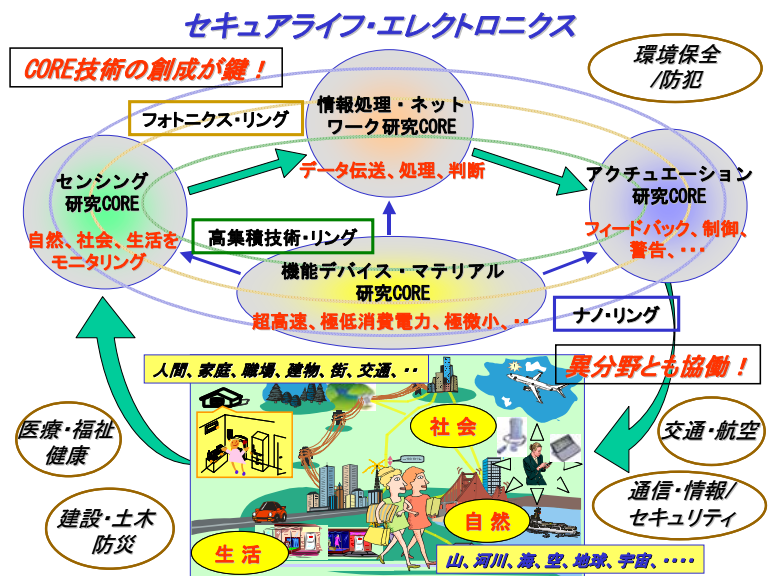 セキュアライフ・エレクトロニクス
CORE技術の創成が鍵！
環境保全
/防犯
情報処理・ネット
ワーク研究CORE
フォトニクス・リング
データ伝送、処理、判断
センシング
研究CORE
アクチュエーション
研究CORE
自然、社会、生活を
モニタリング
高集積技術・リング
フィードバック、制御、
警告、・・・
機能デバイス・マテリアル
研究CORE
超高速、極低消費電力、極微小、・・
ナノ・リング
人間、家庭、職場、建物、街、交通、・・
異分野とも協働！
医療・福祉
健康
社会
交通・航空
建設・土木
防災
自然
通信・情報/
セキュリティ
生活
山、河川、海、空、地球、宇宙、・・・・